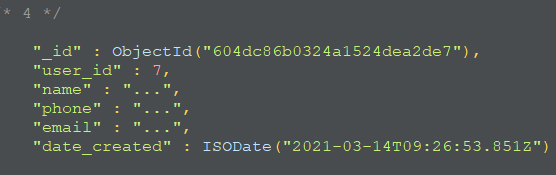 * 4 */
"_id" : ObjectId("604dc86b0324a1524dea2de7"),
"user_id" : 7,
"name" : "...",
"phone" : "...",
"email" : "...",
"date_created" : ISODate("2021-03-14T09:26:53.851Z")